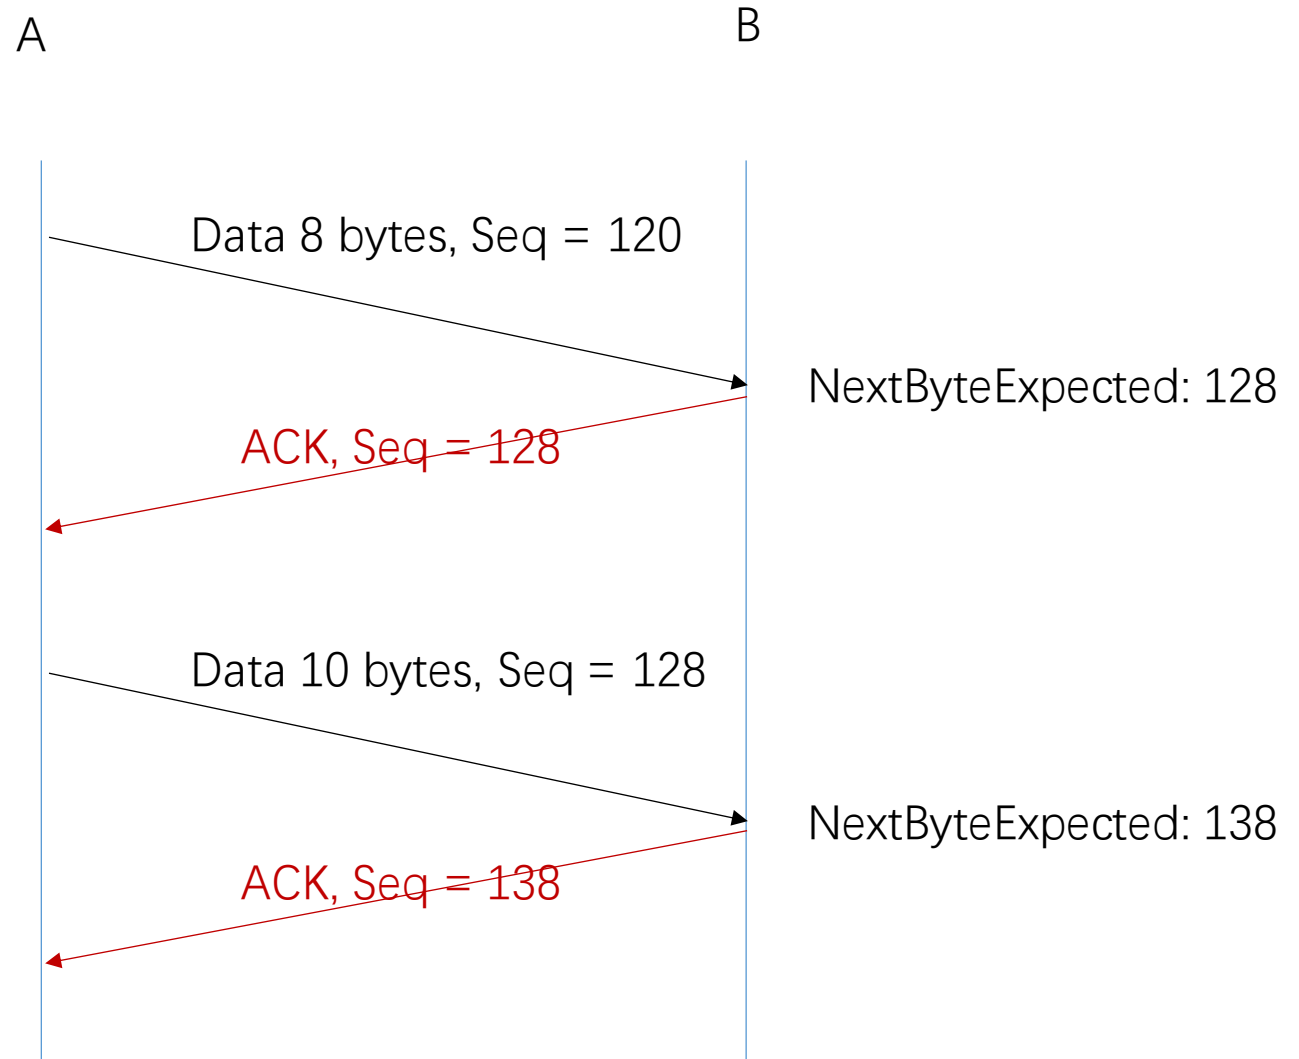 A
B
Data 8 bytes, Seq = 120
NextByteExpected: 128
ACK, Seq = 128
Data 10 bytes, Seq = 128
NextByteExpected: 138
ACK, Seq = 138